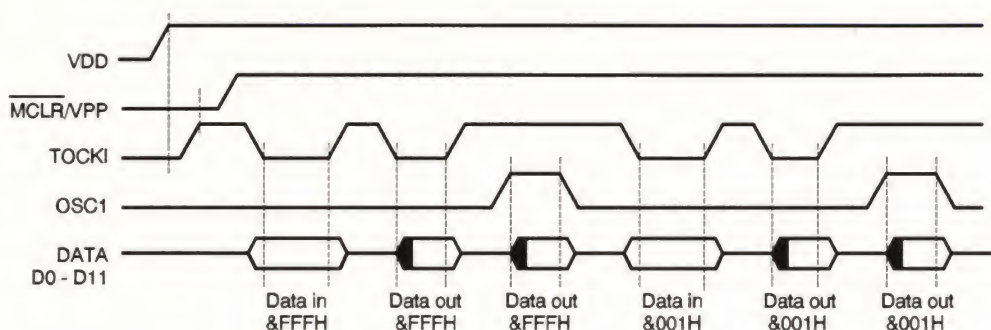 VDD
MCLR/VPP
TOCKI
OSC1
DATA
D0 - D11
Data in Data out Data out Data in Data out Data out
&FFFH &FFFH &FFFH &001H &001H &001H